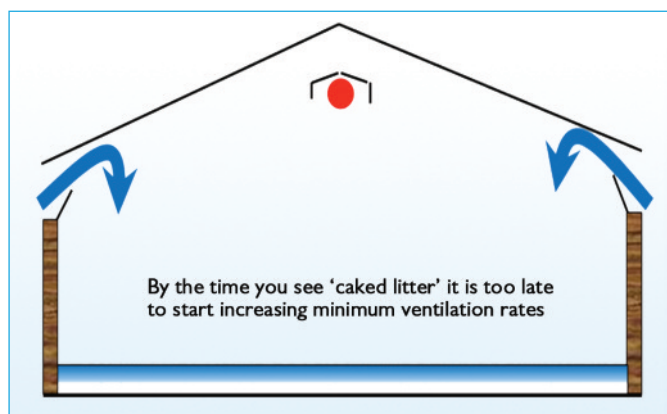 By the time you see ‘caked litter’ it is too late
to start increasing minimum ventilation rates